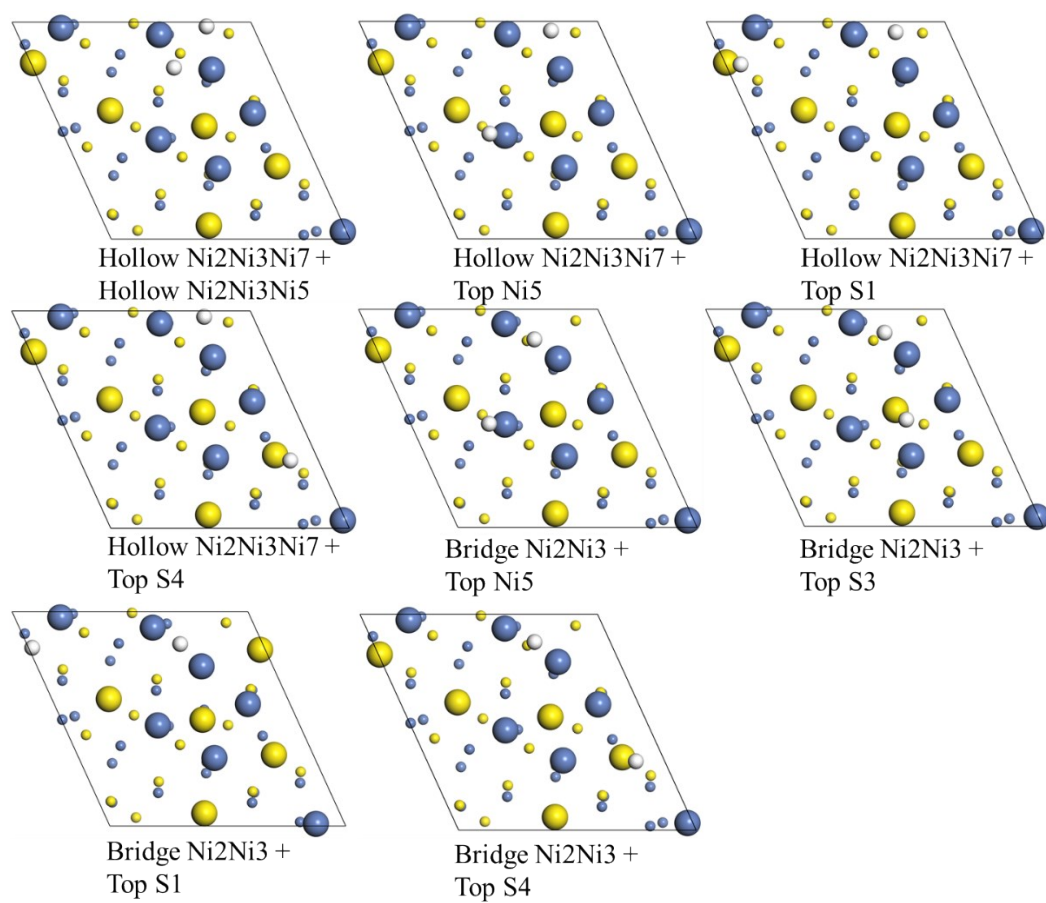 Hollow Ni2Ni3Ni7 +
Hollow Ni2Ni3Ni5
Hollow Ni2Ni3Ni7 +
Top Ni5
Hollow Ni2Ni3Ni7 +
Top S1
Hollow Ni2Ni3Ni7 +
Top S4
Bridge Ni2Ni3 +
Top Ni5
Bridge Ni2Ni3 +
Top S3
Bridge Ni2Ni3 +
Top S1
Bridge Ni2Ni3 +
Top S4